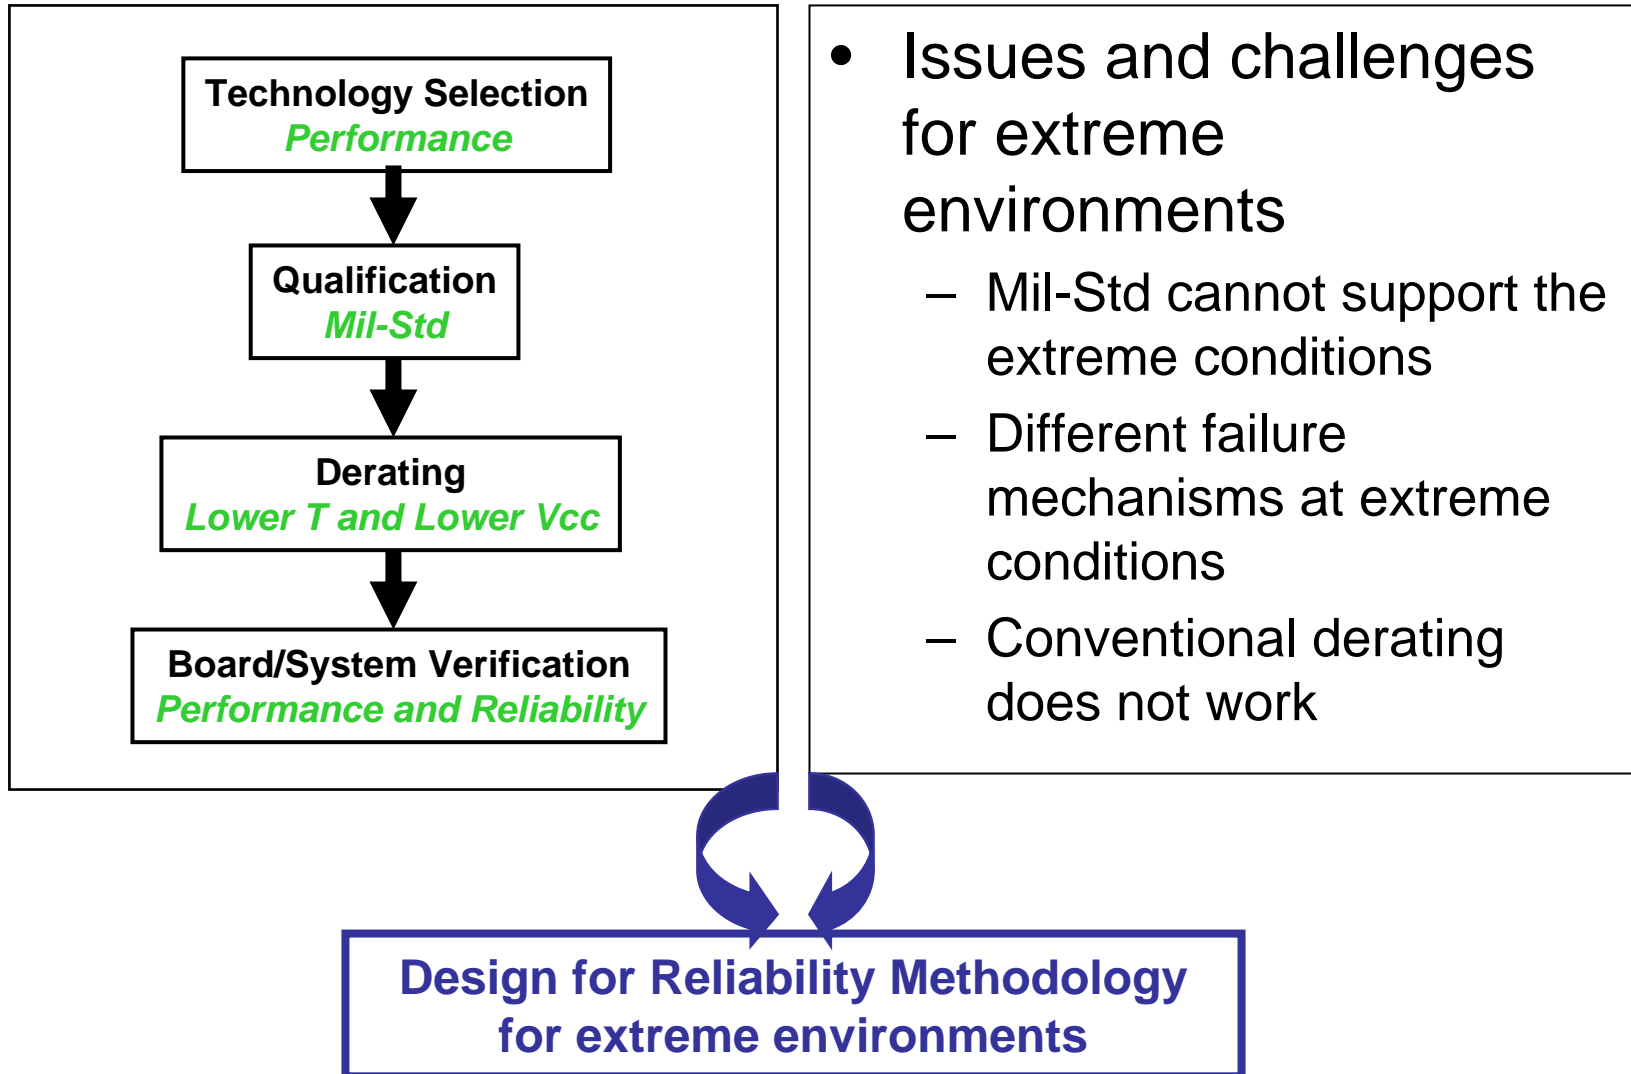 Technology Selection
Performance
Qualification
Mil-Std
Derating
Lower T and Lower Vcc
Board/System Verification
Performance and Reliability
• Issues and challenges
for extreme
environments
– Mil-Std cannot support the
extreme conditions
– Different failure
mechanisms at extreme
conditions
– Conventional derating
does not work
Design for Reliability Methodology
for extreme environments